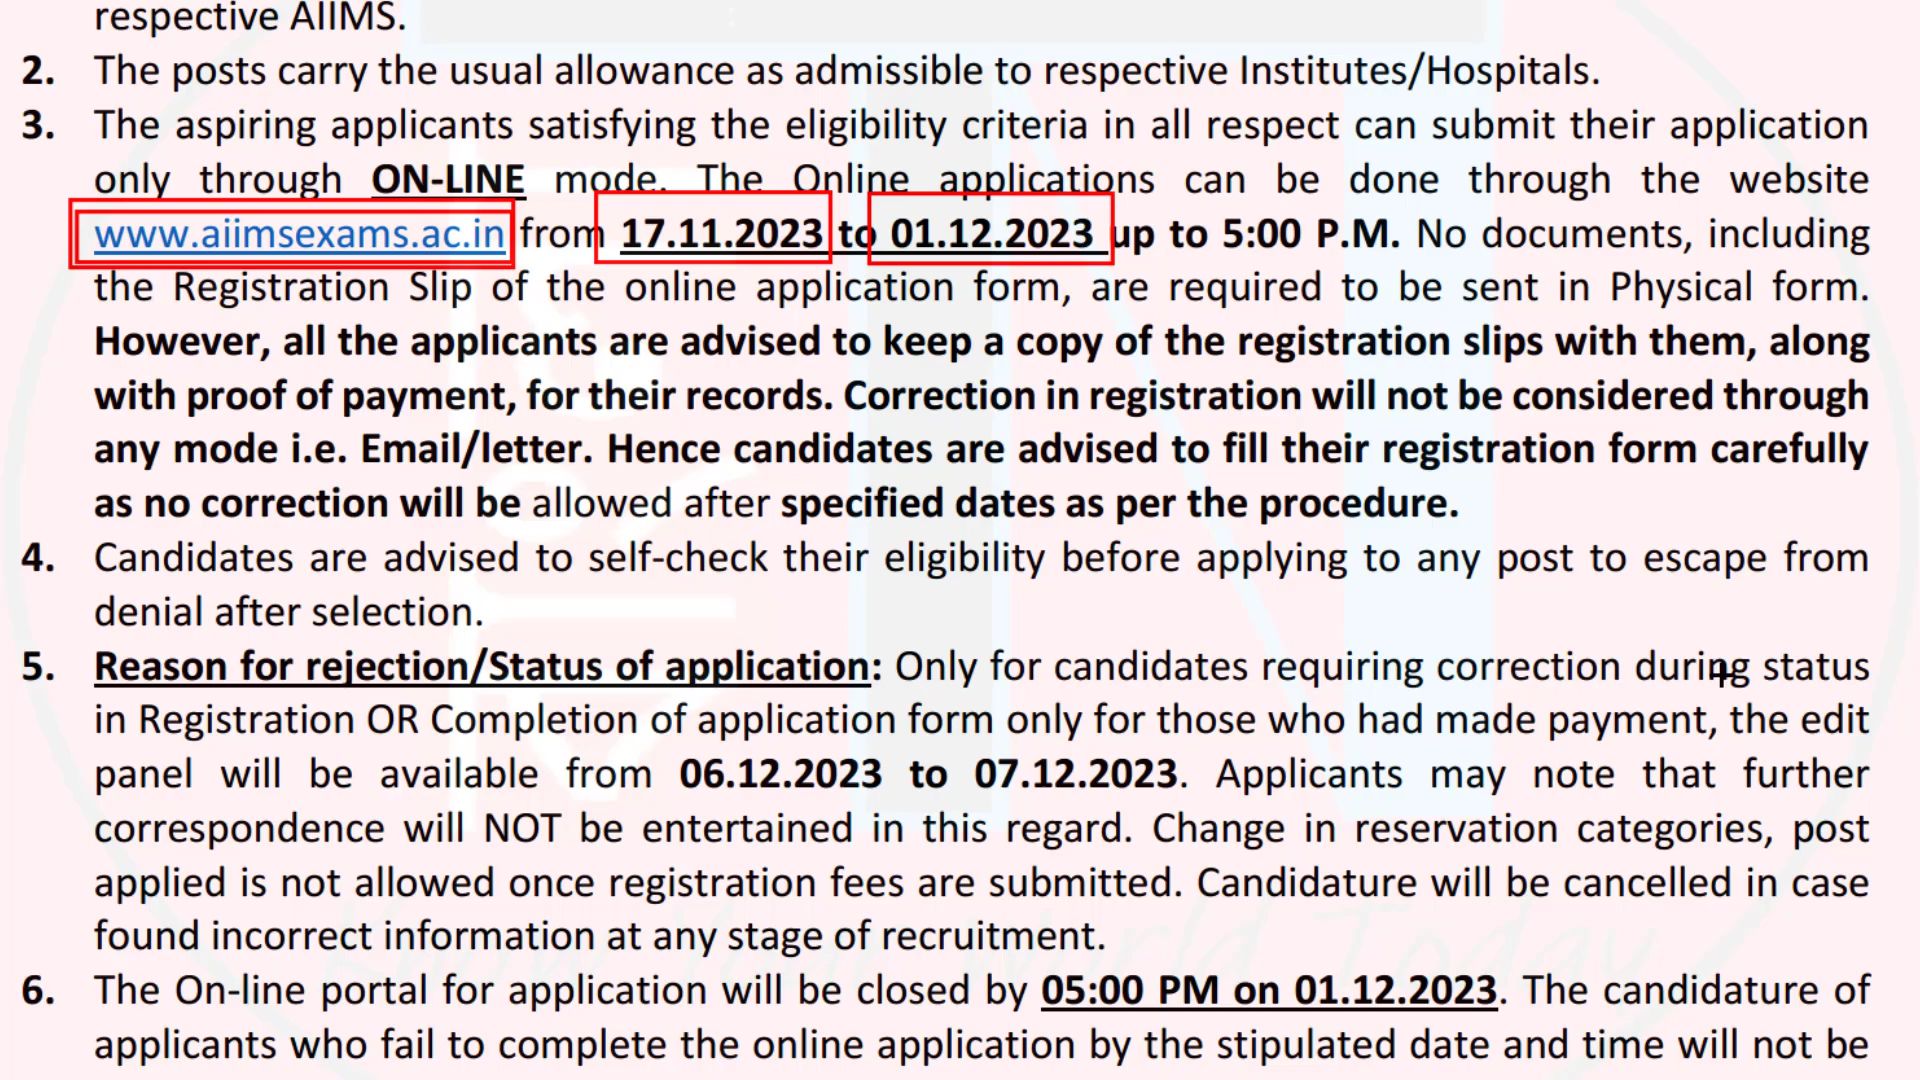 respective AIIMS.
2. The posts carry the usual allowance as admissible to respective Institutes/Hospitals.
3. The aspiring applicants satisfying the eligibility criteria in all respect can submit their application
only through ON-LINE mode. The Online applications can be done through the website
www.aiimsexams.ac.in from 17.11.2023 to 01.12.2023 up to 5:00 P.M. No documents, including
the Registration Slip of the online application form, are required to be sent in Physical form.
However, all the applicants are advised to keep a copy of the registration slips with them, along
with proof of payment, for their records. Correction in registration will not be considered through
any mode i.e. Email/letter. Hence candidates are advised to fill their registration form carefully
as no correction will be allowed after specified dates as per the procedure.
4. Candidates are advised to self-check their eligibility before applying to any post to escape from
denial after selection.
5. Reason for rejection/Status of application: Only for candidates requiring correction during status
in Registration OR Completion of application form only for those who had made payment, the edit
panel will be available from 06.12.2023 to 07.12.2023. Applicants may note that further
correspondence will NOT be entertained in this regard. Change in reservation categories, post
applied is not allowed once registration fees are submitted. Candidature will be cancelled in case
found incorrect information at any stage of recruitment.
Know Your World Today
6. The On-line portal for application will be closed by 05:00 PM on 01.12.2023. The candidature of
applicants who fail to complete the online application by the stipulated date and time will not be